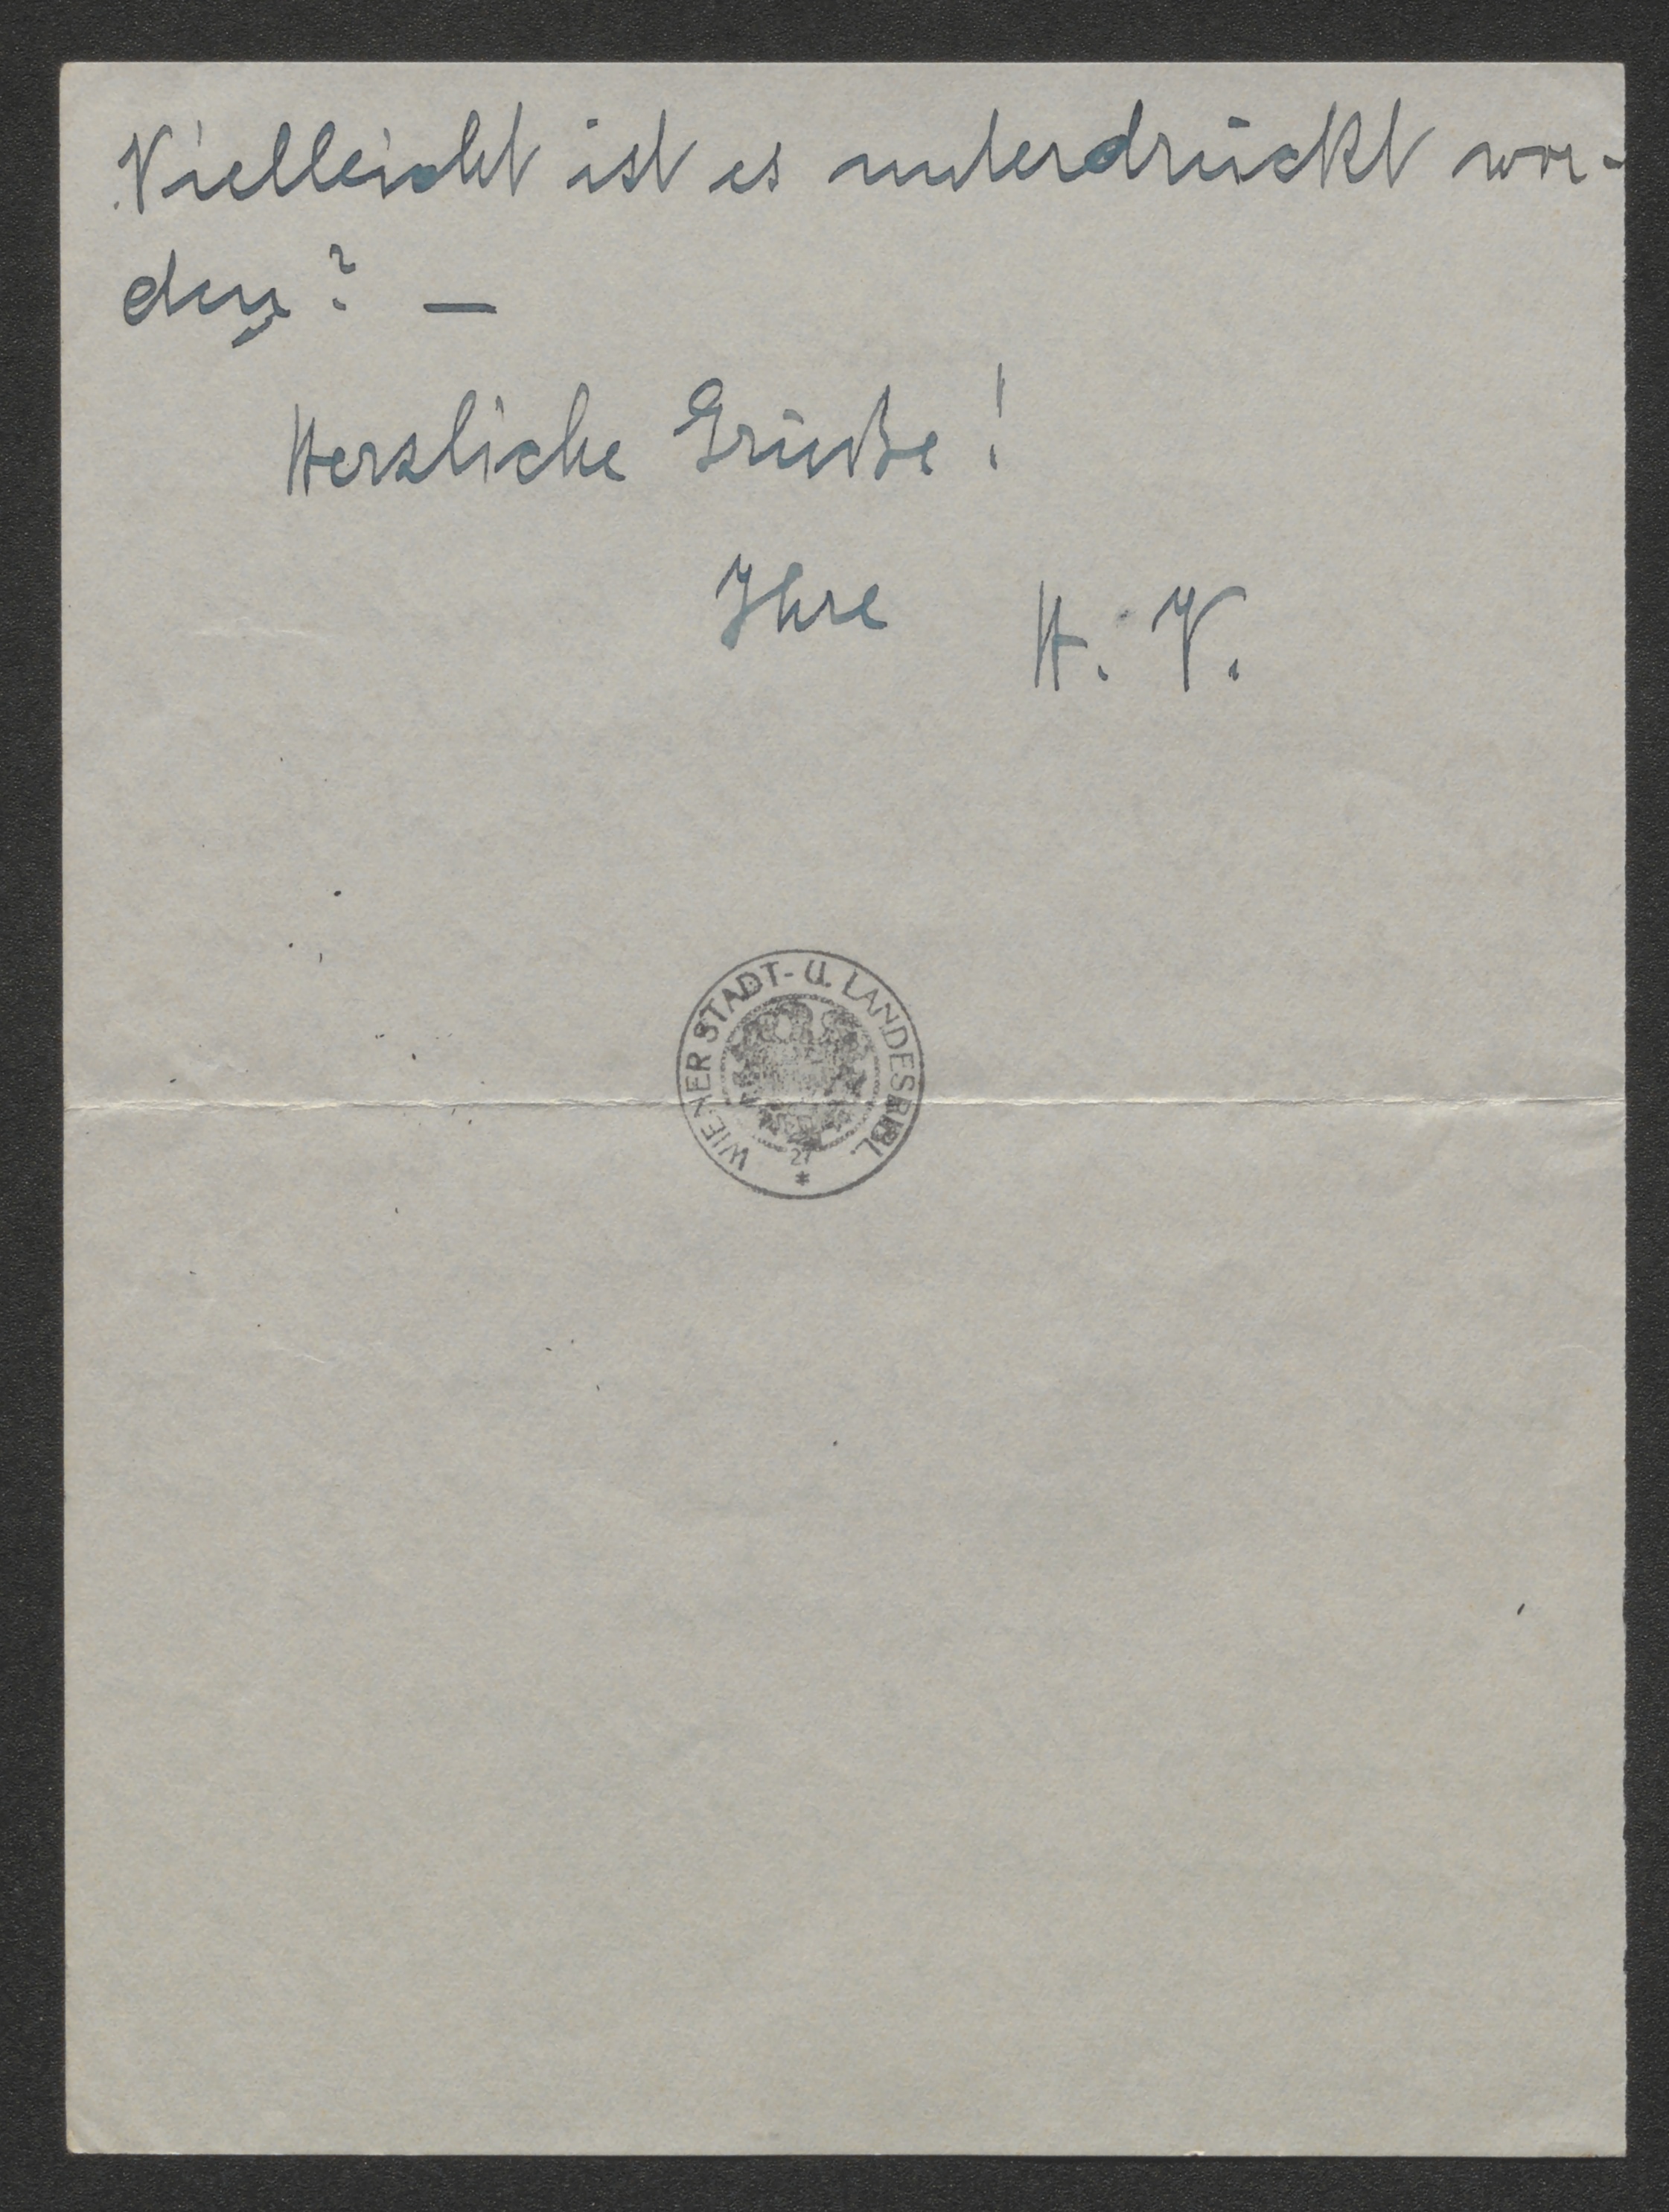 Vielleicht ist es unterdrückt wor-
den? —
Herzliche Grüße!
Ihre H. V.
WIENER STADT- U. LANDESBIBL.
27
*